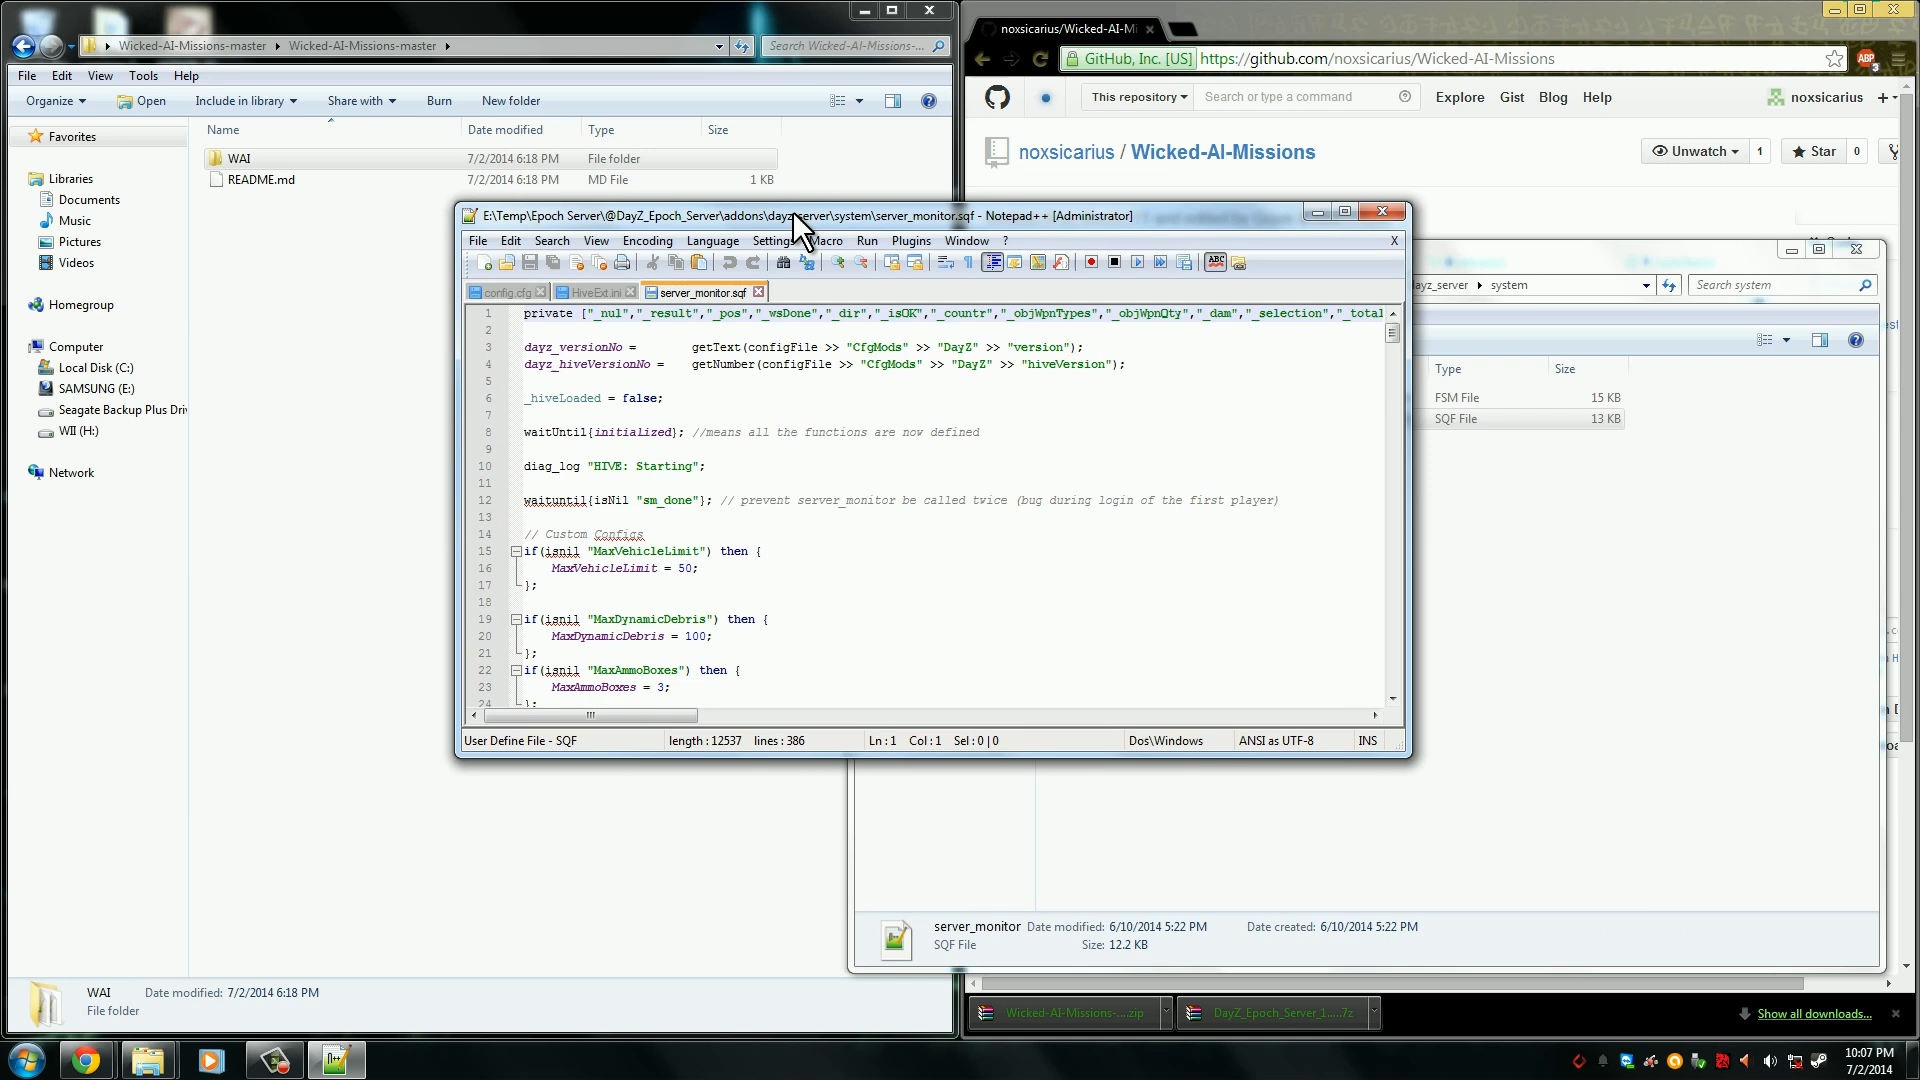 Wicked-AI-Missions-master
Wicked-AI-Missions-master
Search Wicked-AI-Missions-...
File Edit View Tools Help
Organize Open Include in library Share with Burn New folder
Name Date modified Type Size
WAI 7/2/2014 6:18 PM File folder
README.md 7/2/2014 6:18 PM MD File 1 KB
Favorites
Libraries
Documents
Music
Pictures
Videos
Homegroup
Computer
Local Disk (C:)
SAMSUNG (E:)
Seagate Backup Plus Driv
WII (H:)
Network
WAI Date modified: 7/2/2014 6:18 PM
File folder
noxsicarius/Wicked-AI-Mi
GitHub, Inc. [US] https://github.com/noxsicarius/Wicked-AI-Missions
ABP
3
This repository Search or type a command Explore Gist Blog Help noxsicarius +
noxsicarius / Wicked-AI-Missions Unwatch 1 Star 0
E:\Temp\Epoch Server\@DayZ_Epoch_Server\addons\dayz_server\system\server_monitor.sqf - Notepad++ [Administrator]
File Edit Search View Encoding Language Settings Macro Run Plugins Window ? X
ABC
config.cfg HiveExt.ini server_monitor.sqf
1 private ["_nul","_result","_pos","_wsDone","_dir","_isOK","_countr","_objWpnTypes","_objWpnQty","_dam","_selection","_total
2
3 dayz_versionNo = getText(configFile >> "CfgMods" >> "DayZ" >> "version");
4 dayz_hiveVersionNo = getNumber(configFile >> "CfgMods" >> "DayZ" >> "hiveVersion");
5
6 _hiveLoaded = false;
7
8 waitUntil{initialized}; //means all the functions are now defined
9
10 diag_log "HIVE: Starting";
11
12 waituntil{isNil "sm_done"}; // prevent server_monitor be called twice (bug during login of the first player)
13
14 // Custom Configs
15 if(isnil "MaxVehicleLimit") then {
16 MaxVehicleLimit = 50;
17 };
18
19 if(isnil "MaxDynamicDebris") then {
20 MaxDynamicDebris = 100;
21 };
22 if(isnil "MaxAmmoBoxes") then {
23 MaxAmmoBoxes = 3;
24 };
User Define File - SQF length : 12537 lines : 386 Ln : 1 Col : 1 Sel : 0 | 0 Dos\Windows ANSI as UTF-8 INS
ayz_server system Search system
Type Size
FSM File 15 KB
SQF File 13 KB
server_monitor Date modified: 6/10/2014 5:22 PM Date created: 6/10/2014 5:22 PM
SQF File Size: 12.2 KB
Wicked-AI-Missions-....zip DayZ_Epoch_Server_1.....7z Show all downloads...
10:07 PM
7/2/2014